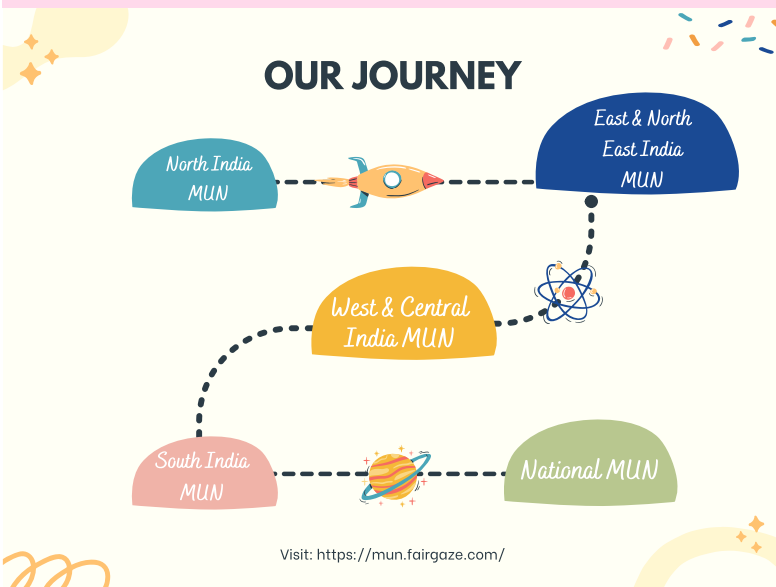 OUR JOURNEY
North India
MUN
East & North
East India
MUN
West & Central
India MUN
South India
MUN
National MUN
Visit: https://mun.fairgaze.com/